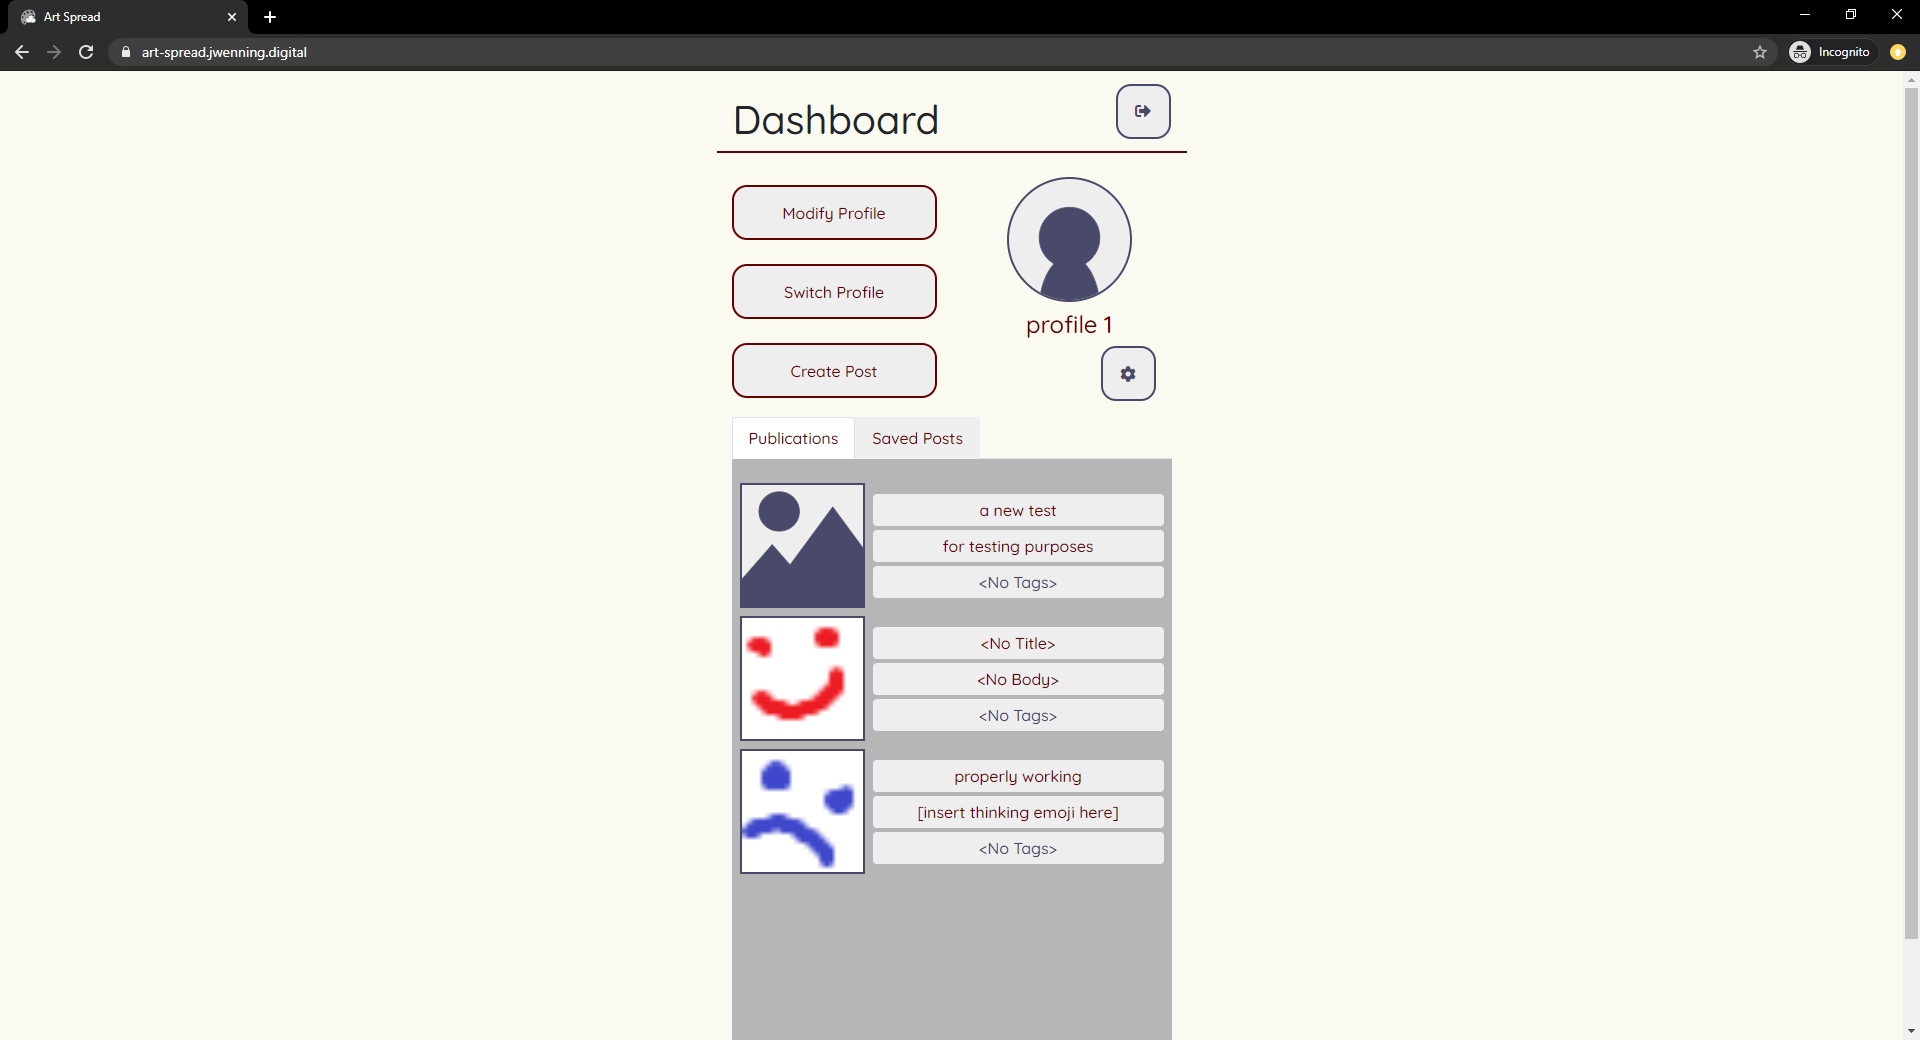 Art Spread
art-spread.jwenning.digital
Incognito
Dashboard
Modify Profile
Switch Profile
profile 1
Create Post
Publications
Saved Posts
a new test
for testing purposes
<No Tags>
<No Title>
<No Body>
<No Tags>
properly working
[insert thinking emoji here]
<No Tags>